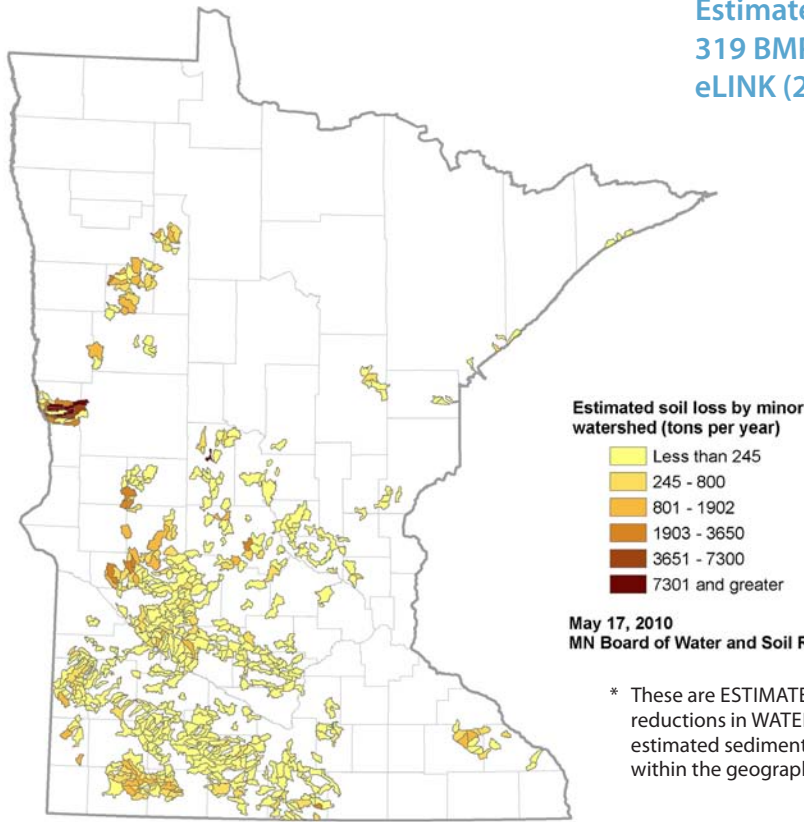 Estimate
319 BMP
eLINK (2
Estimated soil loss by minor
watershed (tons per year)
Less than 245
245 - 800
801 - 1902
1903 - 3650
3651 - 7300
7301 and greater
May 17, 2010
MN Board of Water and Soil R
* These are ESTIMATE
reductions in WATE
estimated sediment
within the geograph